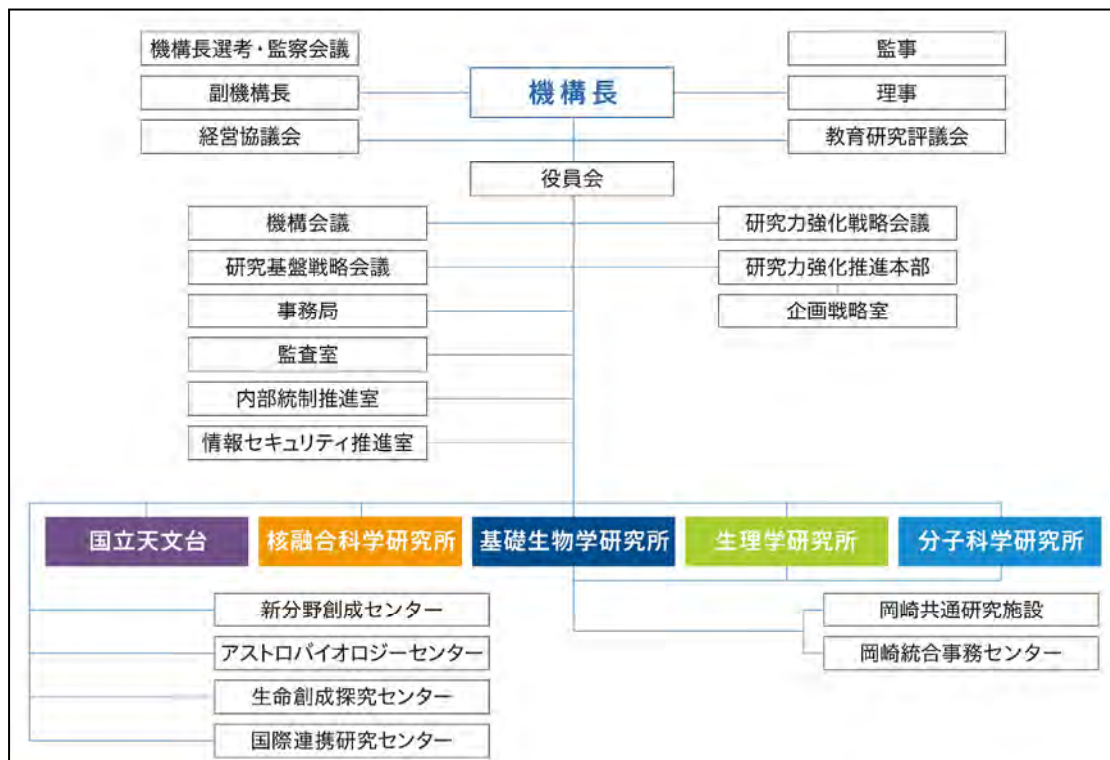 機構長選考・監察会議
監事
機構長
副機構長
理事
経営協議会
教育研究評議会
役員会
機構会議
研究力強化戦略会議
研究基盤戦略会議
研究力強化推進本部
事務局
企画戦略室
監査室
内部統制推進室
情報セキュリティ推進室
国立天文台
核融合科学研究所
基礎生物学研究所
生理学研究所
分子科学研究所
新分野創成センター
岡崎共通研究施設
アストロバイオロジーセンター
岡崎統合事務センター
生命創成探究センター
国際連携研究センター